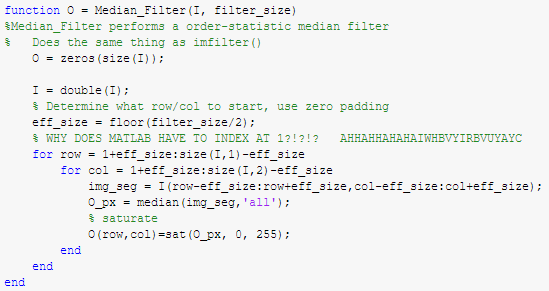 function O = Median_Filter(I, filter_size)
%Median_Filter performs a order-statistic median filter
%   Does the same thing as imfilter()
    O = zeros(size(I));
    I = double(I);
    % Determine what row/col to start, use zero padding
    eff_size = floor(filter_size/2);
    % WHY DOES MATLAB HAVE TO INDEX AT 1?!?!?   AHHAHHAHAHAIWHBVYIRBVUYAYC
    for row = 1+eff_size:size(I,1)-eff_size
        for col = 1+eff_size:size(I,2)-eff_size
            img_seg = I(row-eff_size:row+eff_size,col-eff_size:col+eff_size);
            O_px = median(img_seg,'all');
            % saturate
            O(row,col)=sat(O_px, 0, 255);
        end
    end
end